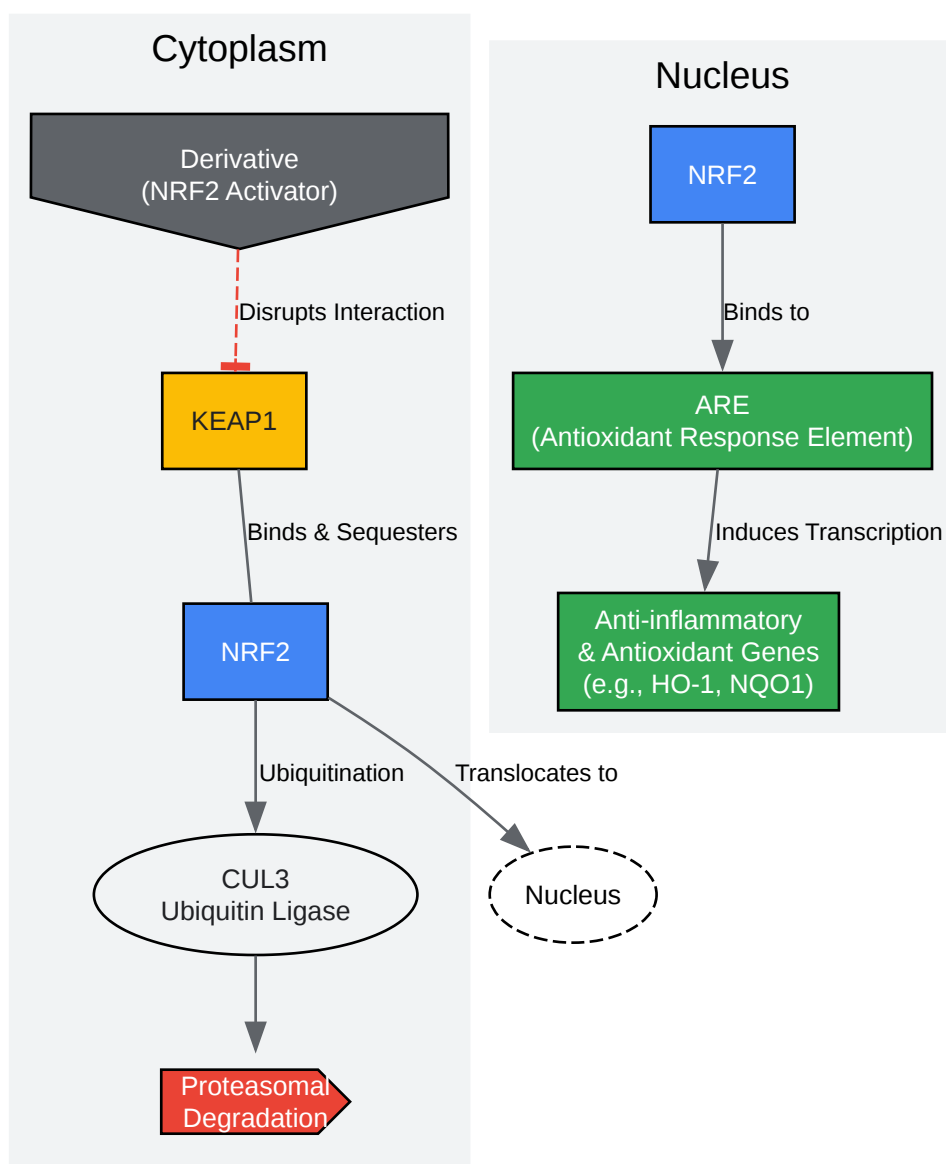 Cytoplasm
Derivative
(NRF2 Activator)
Disrupts Interaction
KEAP1
Binds & Sequesters
NRF2
Ubiquitination
Translocates to
CUL3
Ubiquitin Ligase
Nucleus
Proteasomal
Degradation
Nucleus
NRF2
Binds to
ARE
(Antioxidant Response Element)
Induces Transcription
Anti-inflammatory
& Antioxidant Genes
(e.g., HO-1, NQO1)